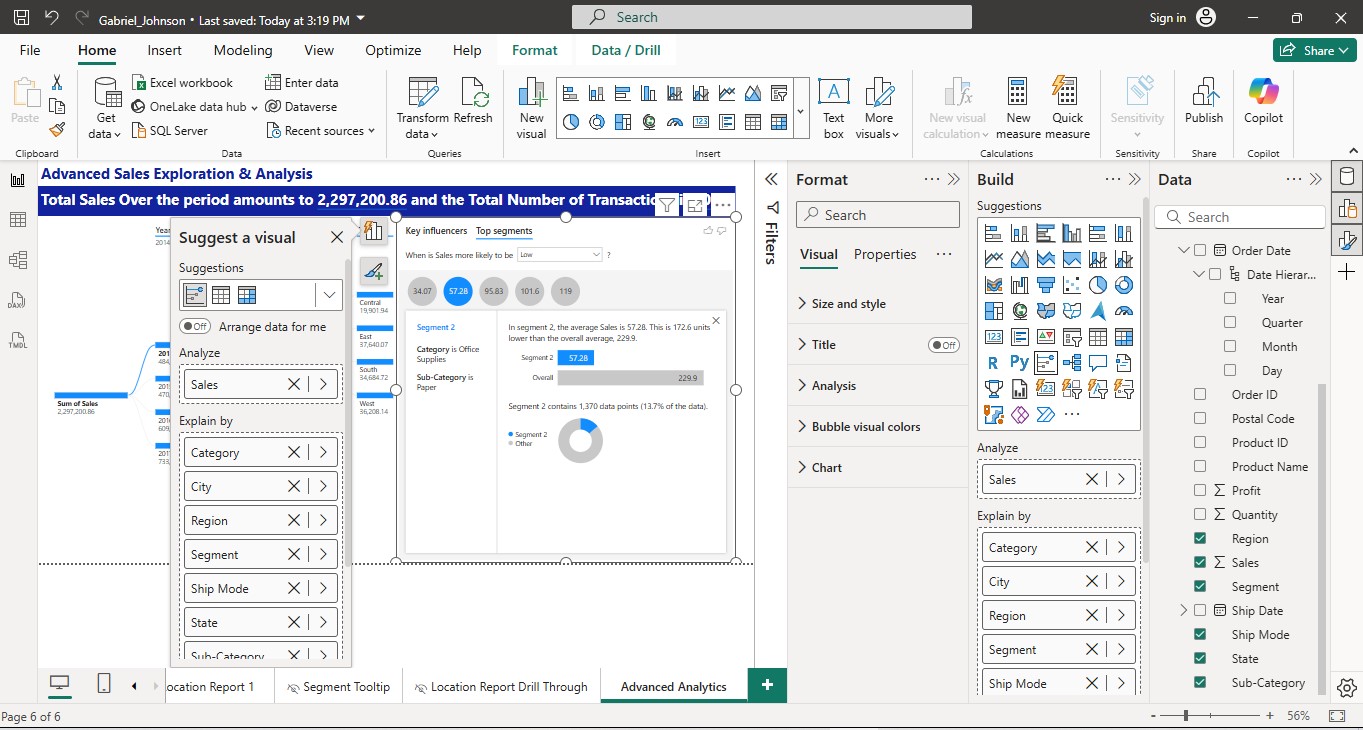 Gabriel_Johnson • Last saved: Today at 3:19 PM
Search
Sign in
File Home Insert Modeling View Optimize Help Format Data / Drill
Share
Paste
Clipboard
Get data
Excel workbook
OneLake data hub
SQL Server
Enter data
Dataverse
Recent sources
Data
Transform data
Refresh
Queries
New visual
Text box
More visuals
Insert
New visual calculation
New measure
Quick measure
Calculations
Sensitivity
Sensitivity
Publish
Share
Copilot
Copilot
DAX
TMDL
Advanced Sales Exploration & Analysis
Total Sales Over the period amounts to 2,297,200.86 and the Total Number of Transactio
Year
2014
Sum of Sales
2,297,200.86
201
484
201
470,
201
609,
201
733,
Suggest a visual
Suggestions
Off Arrange data for me
Analyze
Sales
Explain by
Category
City
Region
Segment
Ship Mode
State
Sub-Category
Central
19,901.94
East
37,640.07
South
34,684.72
West
36,208.14
Key influencers Top segments
When is Sales more likely to be Low ?
34.07 57.28 95.83 101.6 119
Segment 2
Category is Office
Supplies
Sub-Category is
Paper
In segment 2, the average Sales is 57.28. This is 172.6 units
lower than the overall average, 229.9.
Segment 2 57.28
Overall 229.9
Segment 2 contains 1,370 data points (13.7% of the data).
Segment 2
Other
Filters
Format
Search
Visual Properties
Size and style
Title Off
Analysis
Bubble visual colors
Chart
Build
Suggestions
R Py
Analyze
Sales
Explain by
Category
City
Region
Segment
Ship Mode
Data
Search
Order Date
Date Hierar...
Year
Quarter
Month
Day
Order ID
Postal Code
Product ID
Product Name
Σ Profit
Σ Quantity
Region
Σ Sales
Segment
Ship Date
Ship Mode
State
Sub-Category
ocation Report 1
Segment Tooltip
Location Report Drill Through
Advanced Analytics
Page 6 of 6
56%